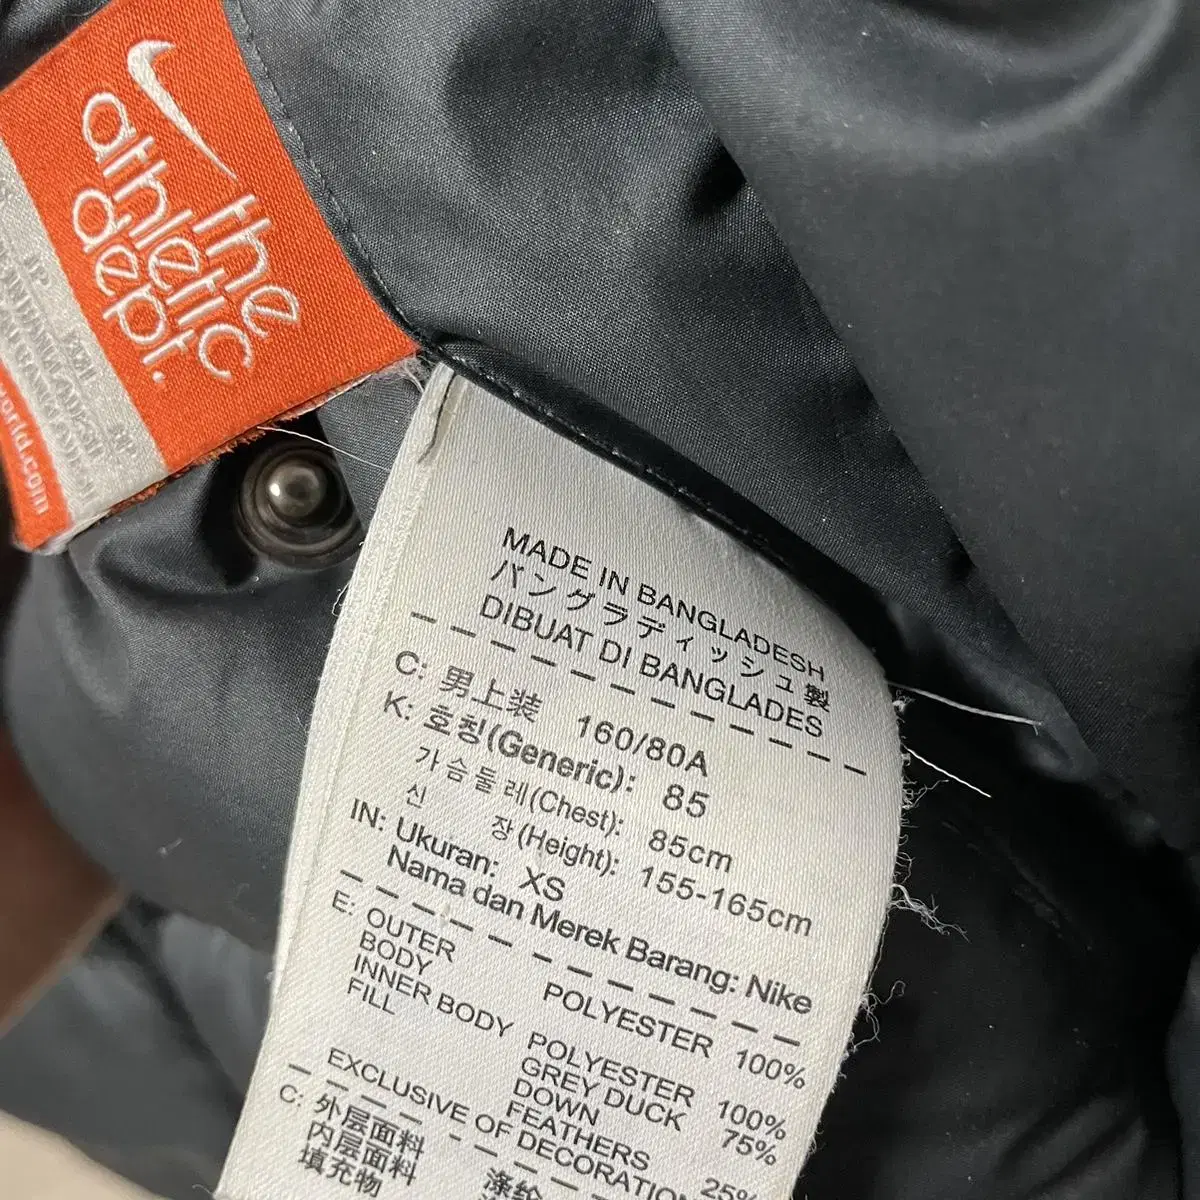 the
athletic
dept.
world.com
MADE IN BANGLADESH
バングラディッシュ製
DIBUAT DI BANGLADES
C: 男上装 160/80A
K: 호칭(Generic): 85
가슴둘레(Chest): 85cm
신 장(Height): 155-165cm
IN: Ukuran: XS
Nama dan Merek Barang: Nike
E: OUTER
BODY POLYESTER 100%
INNER BODY POLYESTER 100%
FILL GREY DUCK
DOWN 75%
FEATHERS 25%
EXCLUSIVE OF DECORATION
C: 外层面料 涤纶
内层面料
填充物